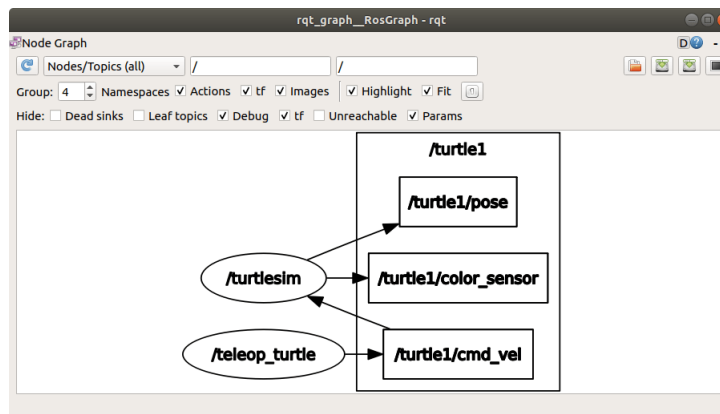 rqt_graph__RosGraph - rqt
Node Graph D -
Nodes/Topics (all) / /
Group: 4 Namespaces Actions tf Images Highlight Fit
Hide: Dead sinks Leaf topics Debug tf Unreachable Params
/turtle1
/turtle1/pose
/turtlesim /turtle1/color_sensor
/teleop_turtle /turtle1/cmd_vel